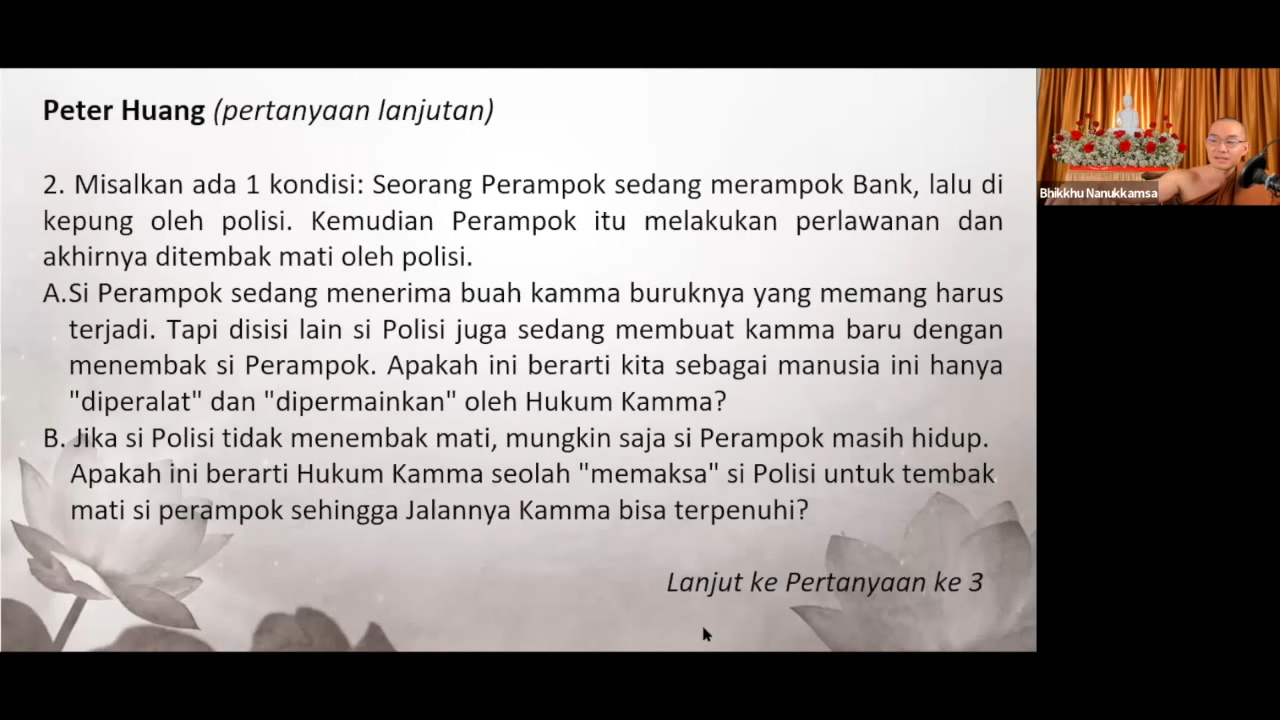 Peter Huang (pertanyaan lanjutan)
2. Misalkan ada 1 kondisi: Seorang Perampok sedang merampok Bank, lalu di
kepung oleh polisi. Kemudian Perampok itu melakukan perlawanan dan
akhirnya ditembak mati oleh polisi.
A.Si Perampok sedang menerima buah kamma buruknya yang memang harus
terjadi. Tapi disisi lain si Polisi juga sedang membuat kamma baru dengan
menembak si Perampok. Apakah ini berarti kita sebagai manusia ini hanya
"diperalat" dan "dipermainkan" oleh Hukum Kamma?
B. Jika si Polisi tidak menembak mati, mungkin saja si Perampok masih hidup.
Apakah ini berarti Hukum Kamma seolah "memaksa" si Polisi untuk tembak
mati si perampok sehingga Jalannya Kamma bisa terpenuhi?
Lanjut ke Pertanyaan ke 3
Bhikkhu Nanukkamsa